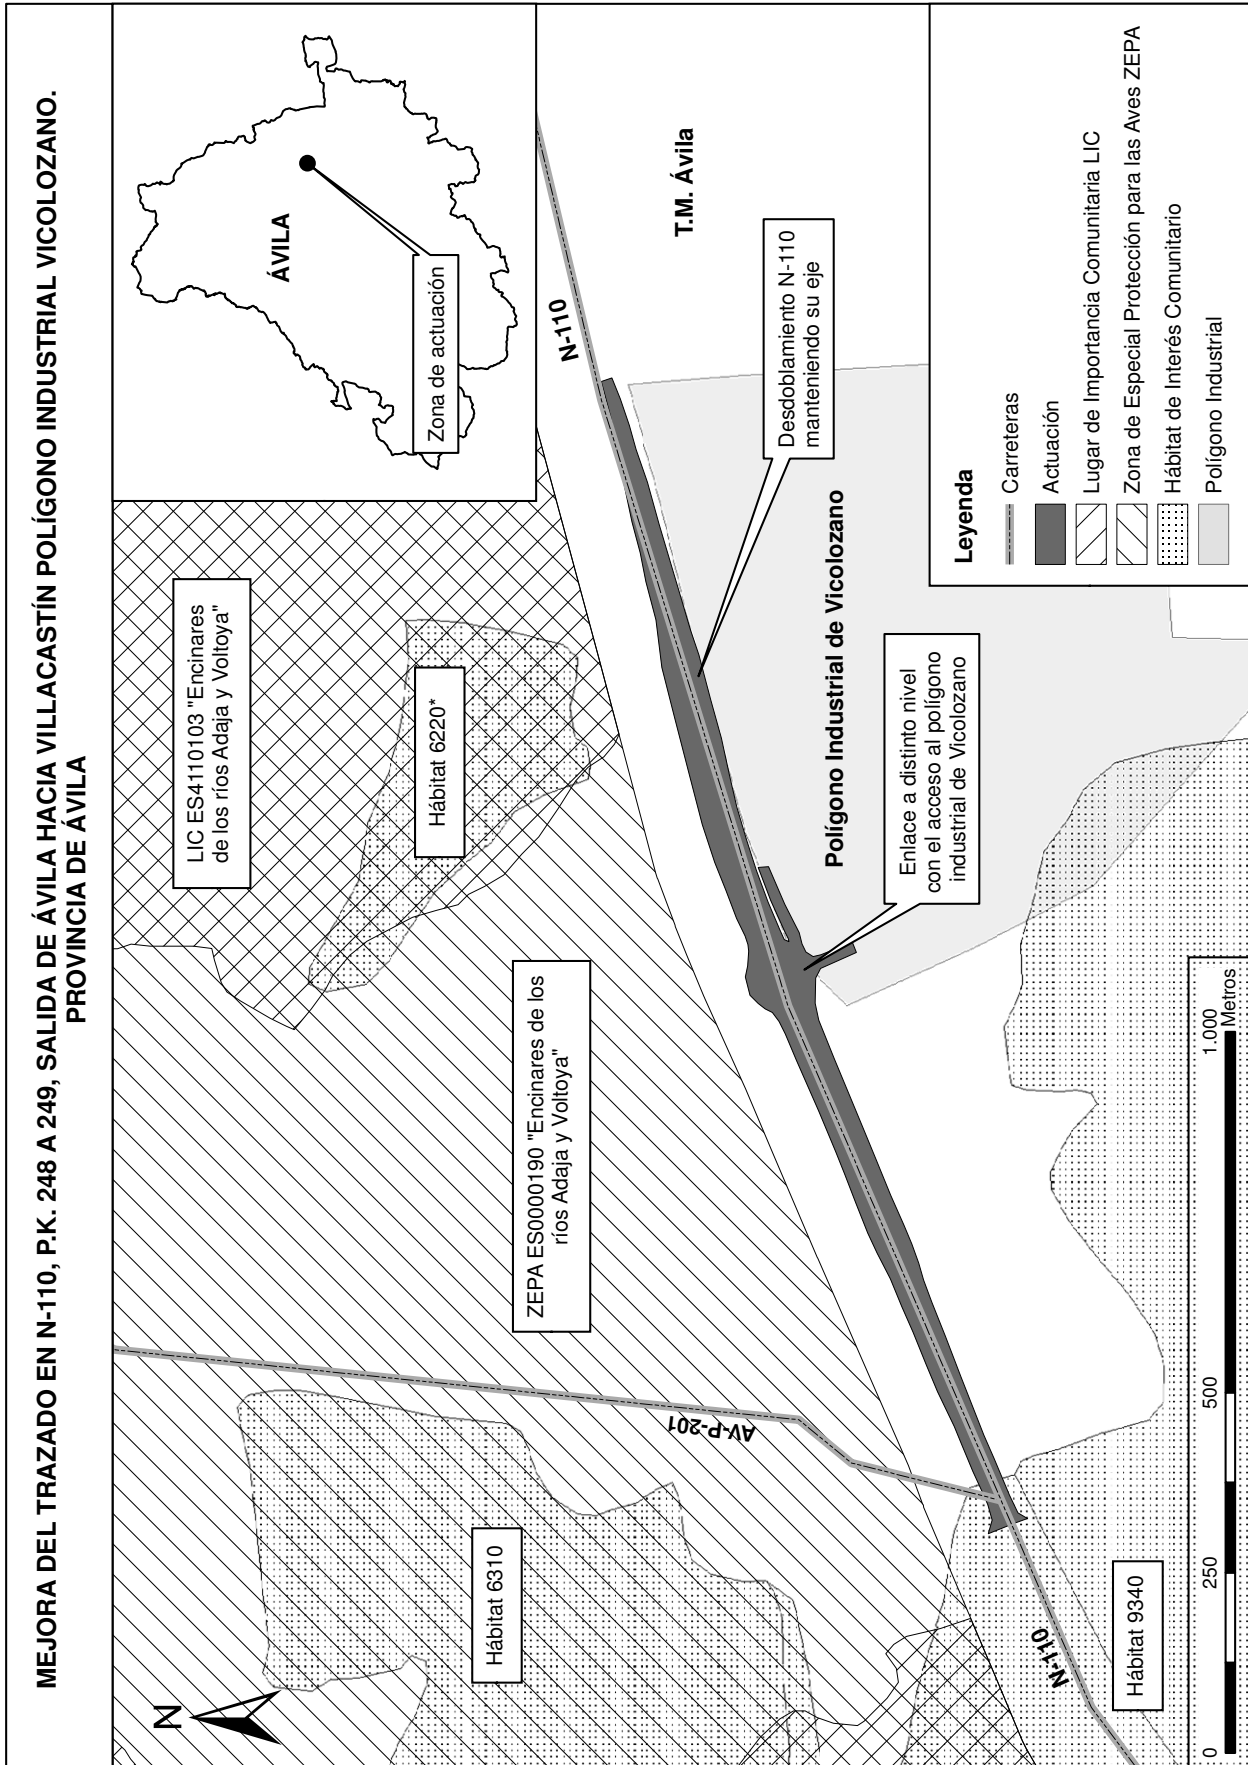 MEJORA DEL TRAZADO EN N-110, P.K. 248 A 249, SALIDA DE ÁVILA HACIA VILLACASTÍN POLÍGONO INDUSTRIAL VICOLOZANO.
PROVINCIA DE ÁVILA
N
ÁVILA
Zona de actuación
LIC ES4110103 "Encinares
de los ríos Adaja y Voltoya"
Hábitat 6220*
ZEPA ES0000190 "Encinares de los
ríos Adaja y Voltoya"
Hábitat 6310
AV-P-201
N-110
T.M. Ávila
Desdoblamiento N-110
manteniendo su eje
Polígono Industrial de Vicolozano
Enlace a distinto nivel
con el acceso al polígono
industrial de Vicolozano
N-110
Hábitat 9340
0
250
500
1.000
Metros
Leyenda
Carreteras
Actuación
Lugar de Importancia Comunitaria LIC
Zona de Especial Protección para las Aves ZEPA
Hábitat de Interés Comunitario
Polígono Industrial